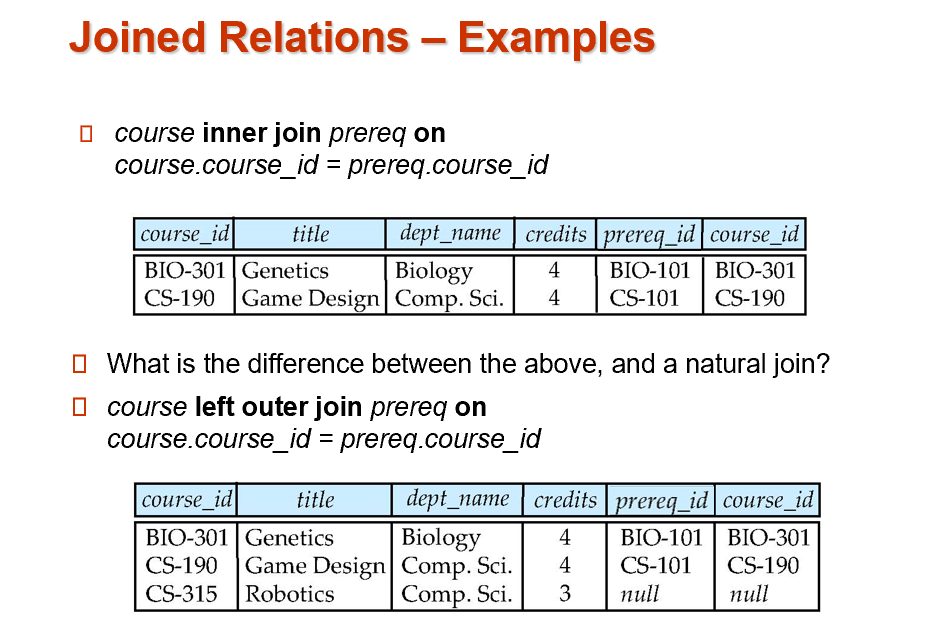 Joined Relations – Examples
course inner join prereq on
course.course_id = prereq.course_id
course_id title dept_name credits prereq_id course_id
BIO-301 Genetics Biology 4 BIO-101 BIO-301
CS-190 Game Design Comp. Sci. 4 CS-101 CS-190
What is the difference between the above, and a natural join?
course left outer join prereq on
course.course_id = prereq.course_id
course_id title dept_name credits prereq_id course_id
BIO-301 Genetics Biology 4 BIO-101 BIO-301
CS-190 Game Design Comp. Sci. 4 CS-101 CS-190
CS-315 Robotics Comp. Sci. 3 null null